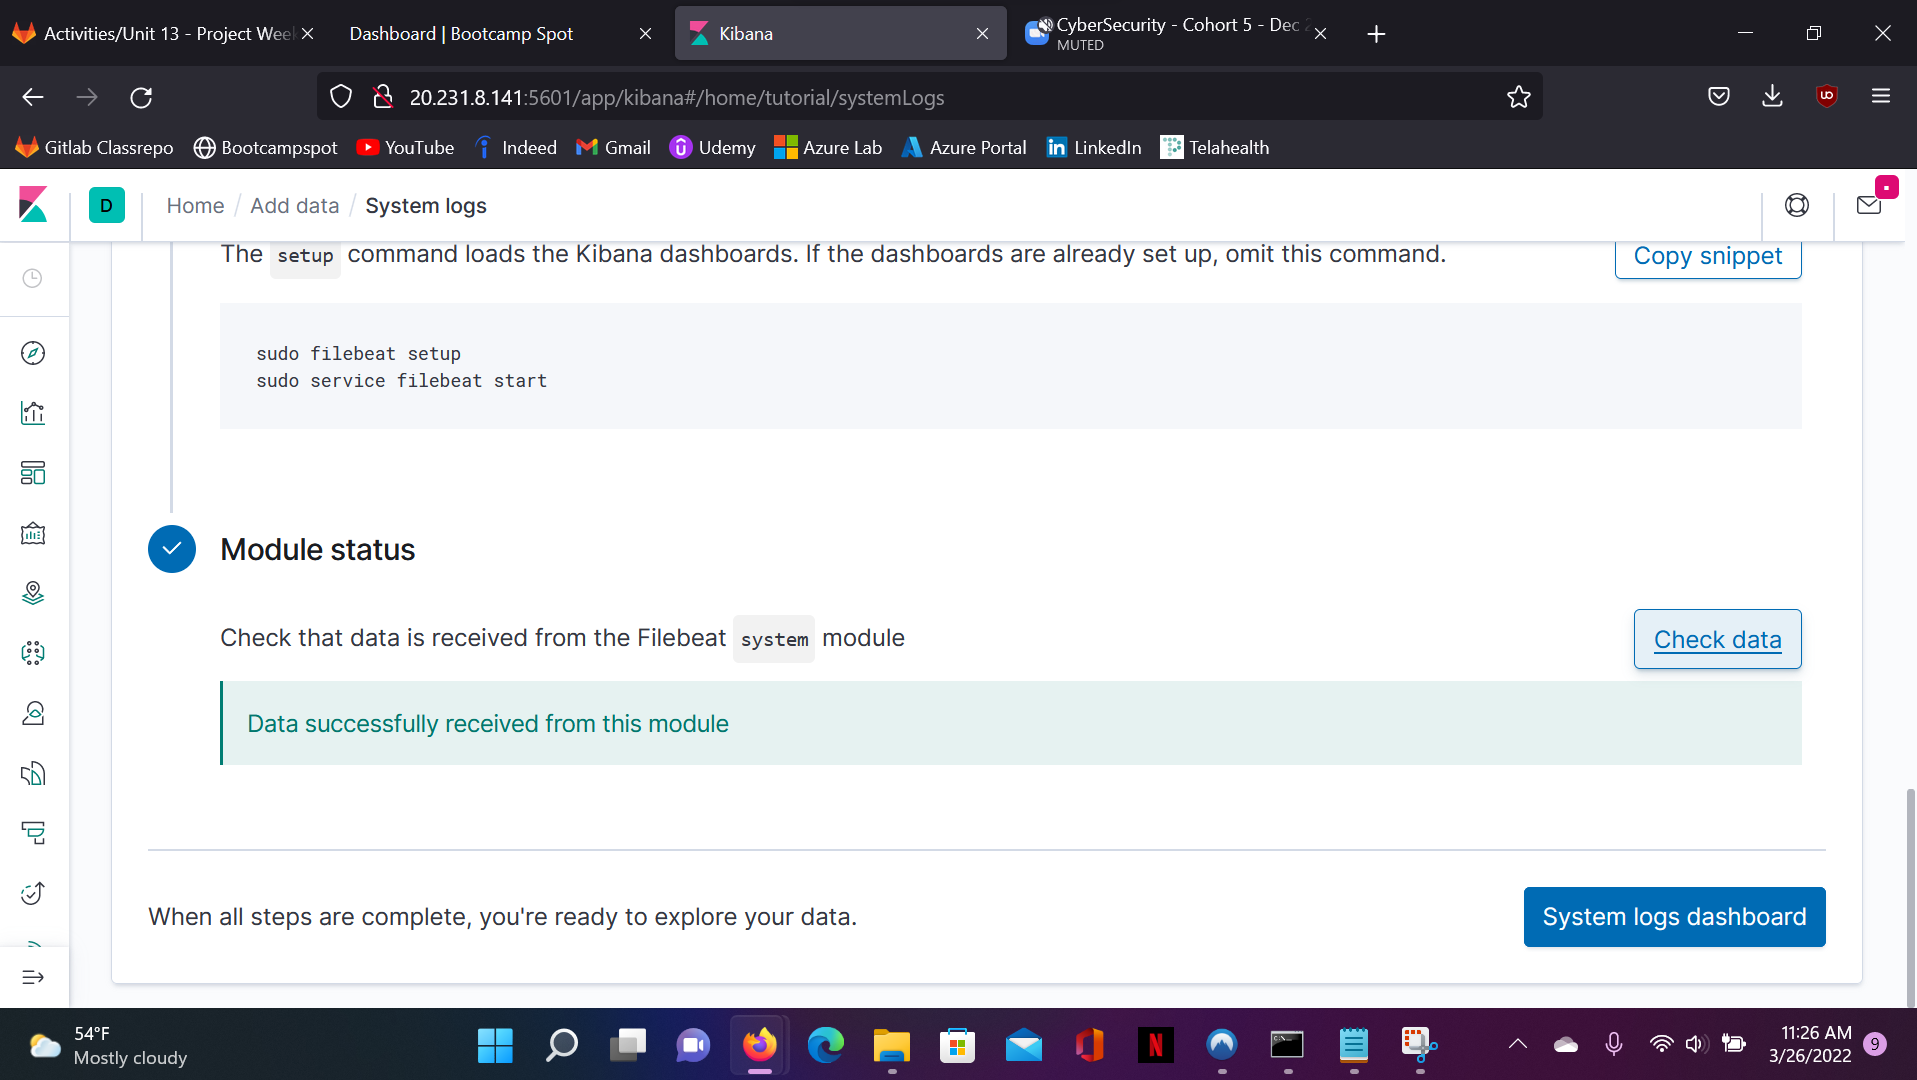 Activities/Unit 13 - Project Week
Dashboard | Bootcamp Spot
Kibana
CyberSecurity - Cohort 5 - Dec 2
MUTED
20.231.8.141:5601/app/kibana#/home/tutorial/systemLogs
Gitlab Classrepo
Bootcampspot
YouTube
Indeed
Gmail
Udemy
Azure Lab
Azure Portal
LinkedIn
Telahealth
D
Home / Add data / System logs
The setup command loads the Kibana dashboards. If the dashboards are already set up, omit this command.
Copy snippet
sudo filebeat setup
sudo service filebeat start
Module status
Check that data is received from the Filebeat system module
Check data
Data successfully received from this module
When all steps are complete, you're ready to explore your data.
System logs dashboard
54°F
Mostly cloudy
N
11:26 AM
3/26/2022
9